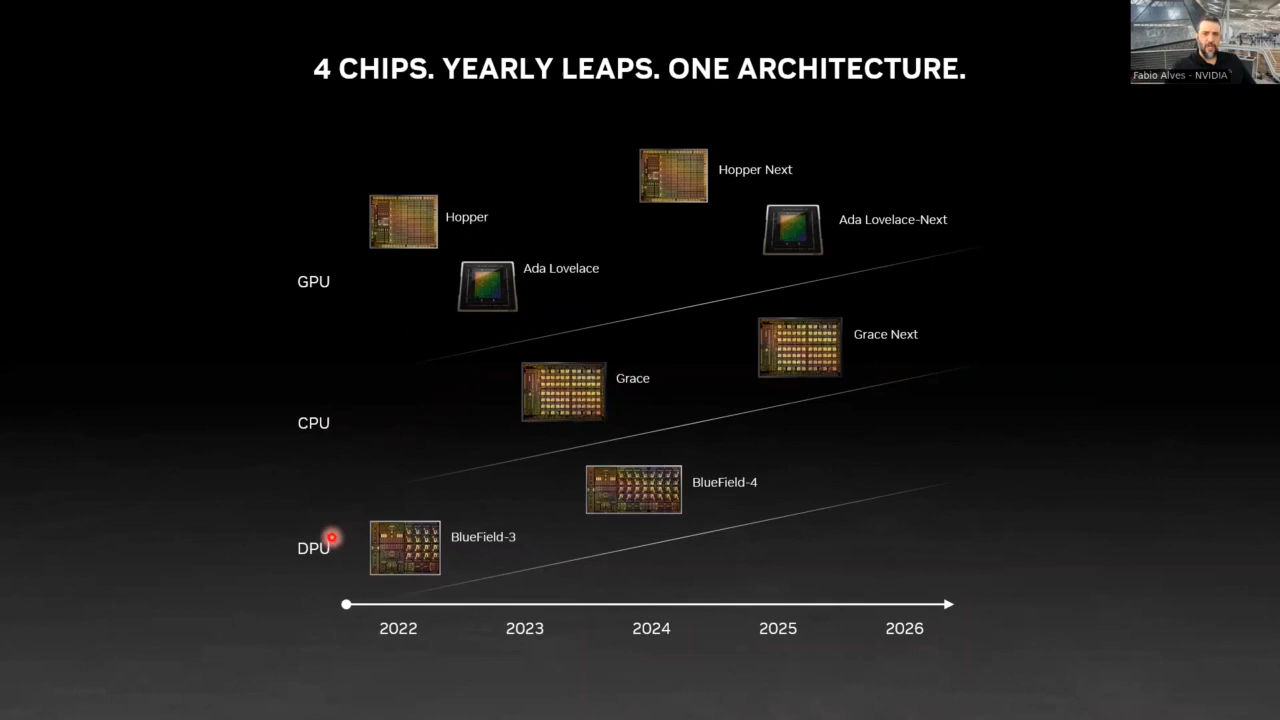 4 CHIPS. YEARLY LEAPS. ONE ARCHITECTURE.
Fabio Alves - NVIDIA
Hopper Next
Hopper
Ada Lovelace-Next
Ada Lovelace
GPU
Grace Next
Grace
CPU
BlueField-4
BlueField-3
DPU
2022 2023 2024 2025 2026